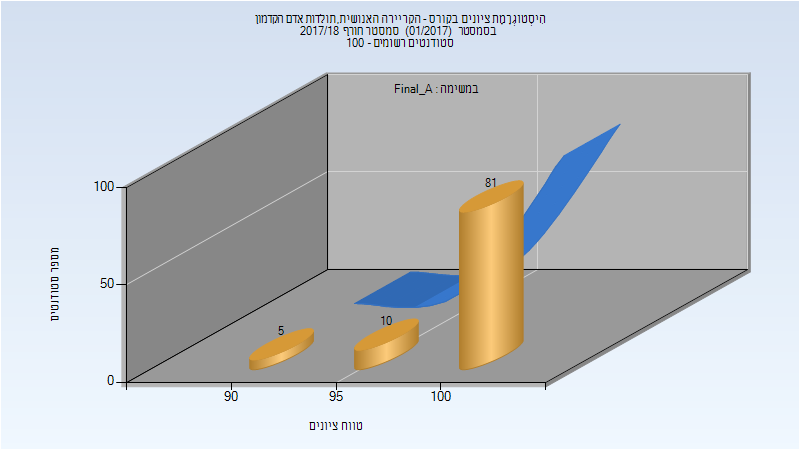 היסטוגרמת ציונים בקורס - הקריירה האנושית,תולדות אדם הקדמון
בסמסטר (01/2017) סמסטר חורף 2017/18
סטודנטים רשומים - 100
במשימה : Final_A
81
10
5
100
50
0
90
95
100
מספר סטודנטים
טווח ציונים